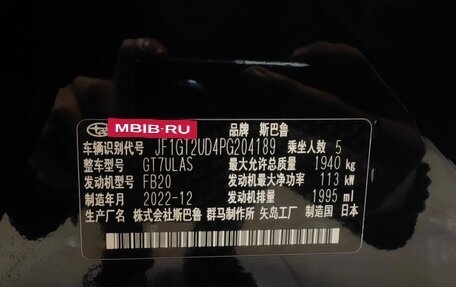 MBIB.RU
品牌 斯巴鲁
车辆识别代号 JF1GT2UD4PG204189 乘坐人数 5
整车型号 GT7ULAS 最大允许总质量 1940 kg
发动机型号 FB20 发动机最大净功率 113 kW
制造年月 2022-12 发动机排量 1995 ml
生产厂名 株式会社斯巴鲁 群马制作所 矢岛工厂 制造国 日本